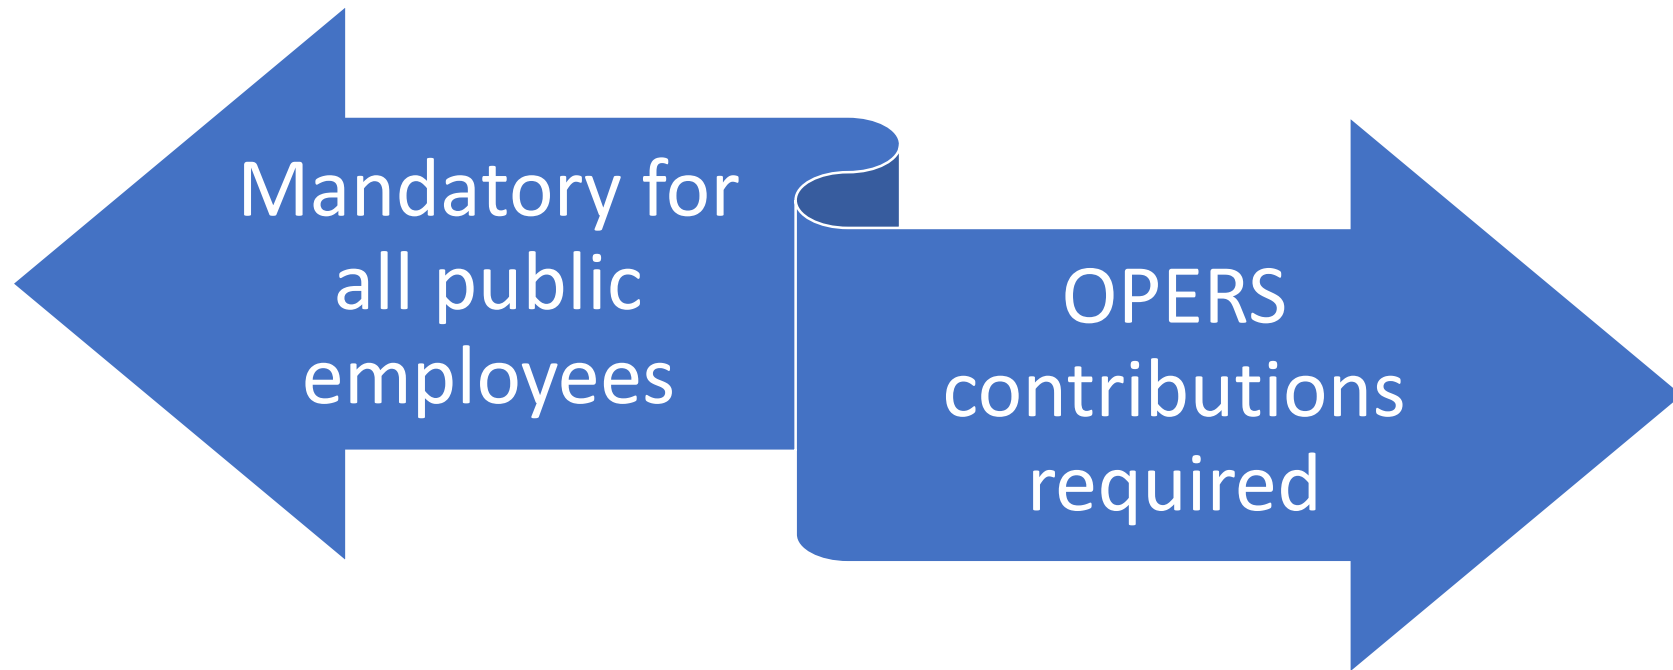 Mandatory for
all public
employees
OPERS
contributions
required